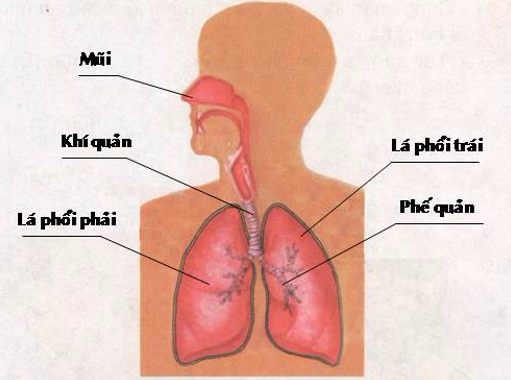 Mũi
Khí quản
Lá phổi trái
Lá phổi phải
Phế quản